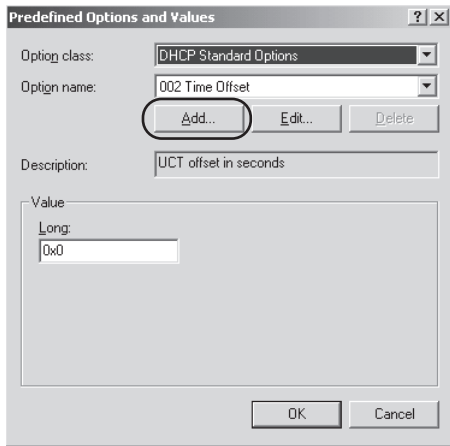 Predefined Options and Values
Option class: DHCP Standard Options
Option name: 002 Time Offset
Add... Edit... Delete
Description: UCT offset in seconds
Value
Long:
0x0
OK Cancel